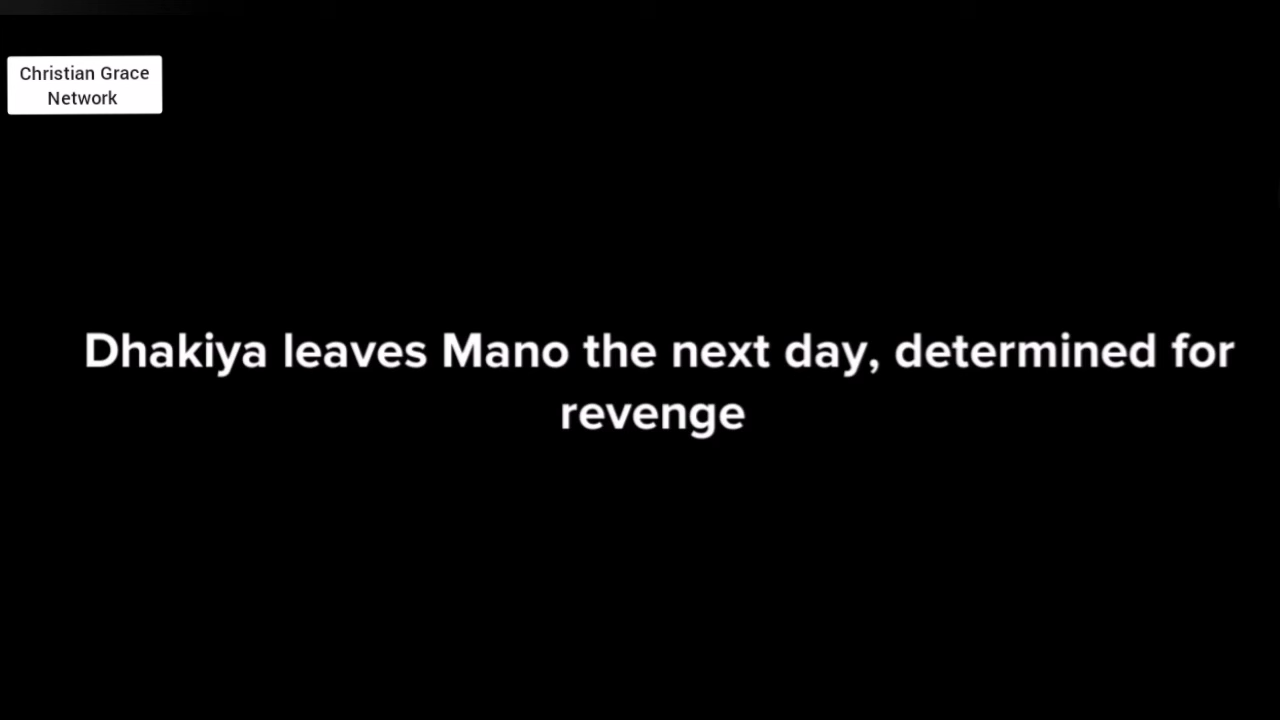 Christian Grace
Network
Dhakiya leaves Mano the next day, determined for
revenge